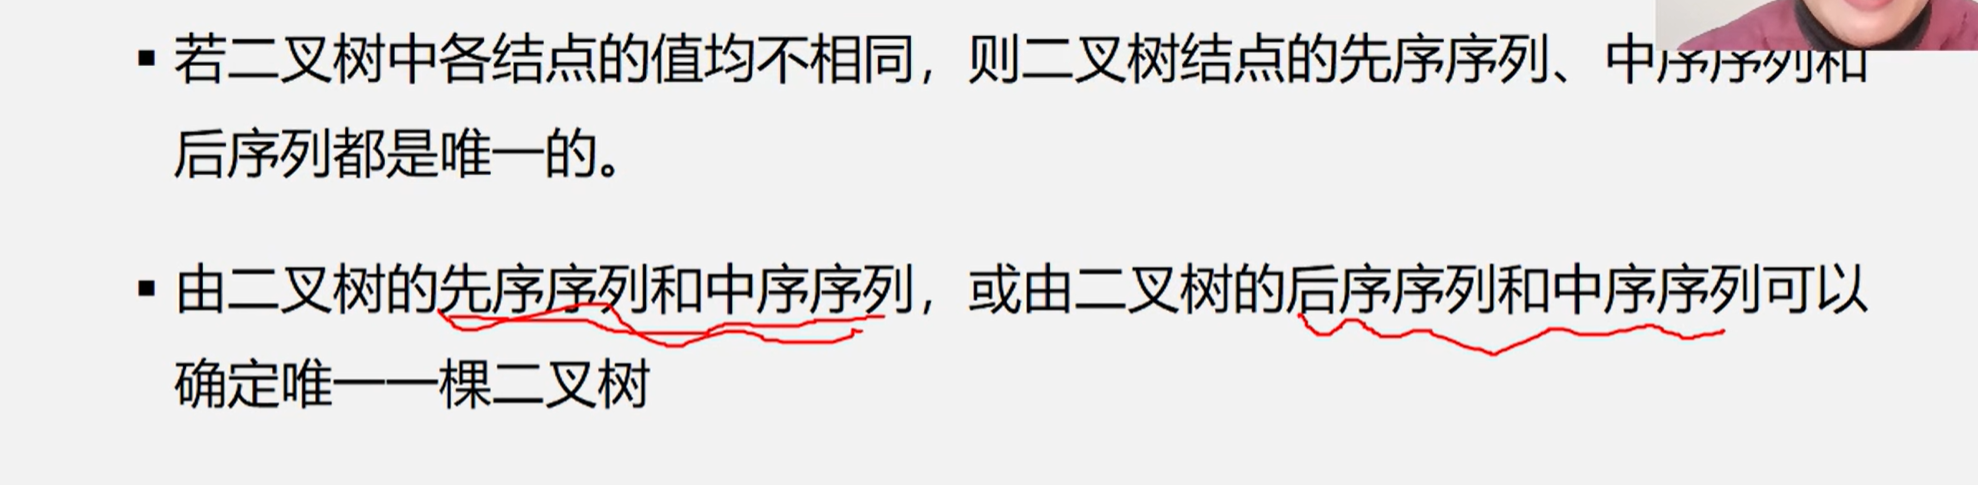 ▪ 若二叉树中各结点的值均不相同，则二叉树结点的先序序列、中序序列和
后序列都是唯一的。
▪ 由二叉树的先序序列和中序序列，或由二叉树的后序序列和中序序列可以
确定唯一一棵二叉树